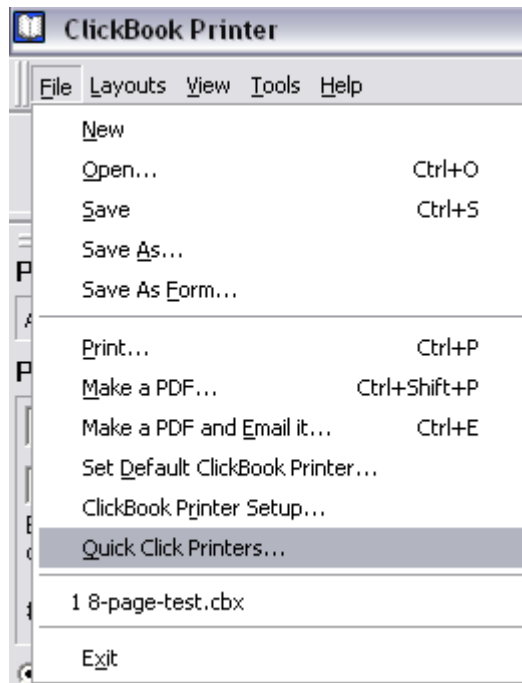 ClickBook Printer
File Layouts View Tools Help
New
Open... Ctrl+O
Save Ctrl+S
Save As...
Save As Form...
Print... Ctrl+P
Make a PDF... Ctrl+Shift+P
Make a PDF and Email it... Ctrl+E
Set Default ClickBook Printer...
ClickBook Printer Setup...
Quick Click Printers...
1 8-page-test.cbx
Exit